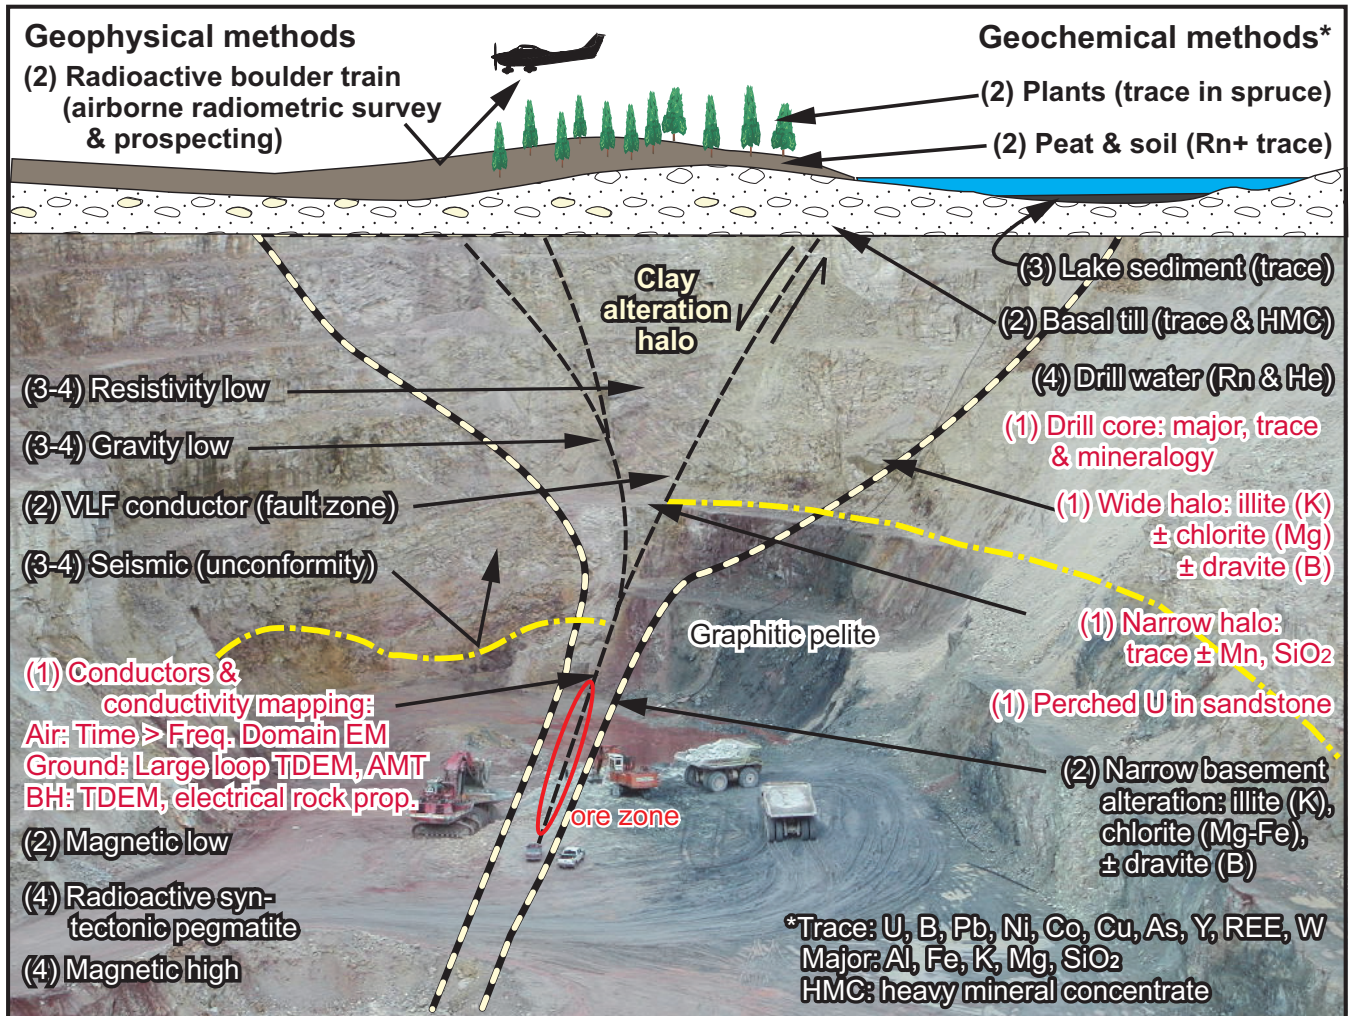 Geophysical methods
(2) Radioactive boulder train
(airborne radiometric survey
& prospecting)
Geochemical methods*
(2) Plants (trace in spruce)
(2) Peat & soil (Rn+ trace)
Clay
alteration
halo
(3-4) Resistivity low
(3-4) Gravity low
(2) VLF conductor (fault zone)
(3-4) Seismic (unconformity)
(1) Conductors &
conductivity mapping:
Air: Time > Freq. Domain EM
Ground: Large loop TDEM, AMT
BH: TDEM, electrical rock prop.
(2) Magnetic low
(4) Radioactive syn-
tectonic pegmatite
(4) Magnetic high
Graphitic pelite
ore zone
(3) Lake sediment (trace)
(2) Basal till (trace & HMC)
(4) Drill water (Rn & He)
(1) Drill core: major, trace
& mineralogy
(1) Wide halo: illite (K)
± chlorite (Mg)
± dravite (B)
(1) Narrow halo:
trace ± Mn, SiO2
(1) Perched U in sandstone
(2) Narrow basement
alteration: illite (K),
chlorite (Mg-Fe),
± dravite (B)
*Trace: U, B, Pb, Ni, Co, Cu, As, Y, REE, W
Major: Al, Fe, K, Mg, SiO2
HMC: heavy mineral concentrate